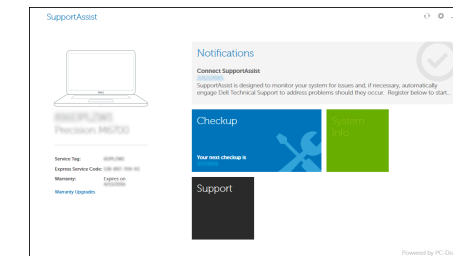 SupportAssist
Notifications
Connect SupportAssist
SupportAssist is designed to monitor your system for issues and, if necessary, automatically
engage Dell Technical Support to address problems should they occur. Register below to start...
Checkup
Your next checkup is
System
Info
Support
Precision M6700
Service Tag:
Express Service Code:
Warranty: Expires on
Warranty Upgrades
Powered by PC-Do